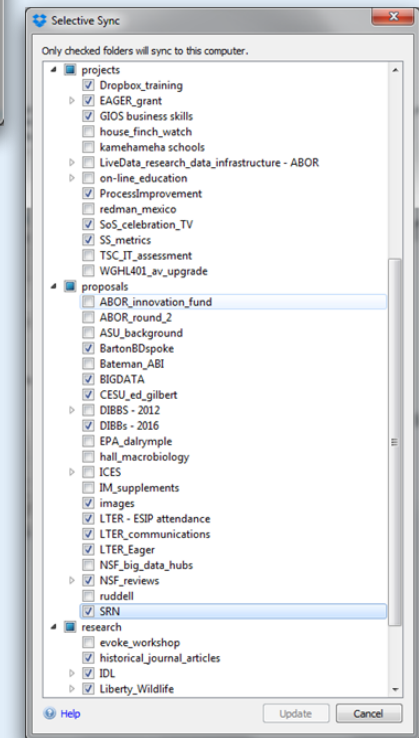 Selective Sync
Only checked folders will sync to this computer.
projects
Dropbox_training
EAGER_grant
GIOS business skills
house_finch_watch
kamehameha schools
LiveData_research_data_infrastructure - ABOR
on-line_education
ProcessImprovement
redman_mexico
SoS_celebration_TV
SS_metrics
TSC_IT_assessment
WGHL401_av_upgrade
proposals
ABOR_innovation_fund
ABOR_round_2
ASU_background
BartonBDspoke
Bateman_ABI
BIGDATA
CESU_ed_gilbert
DIBBS - 2012
DIBBs - 2016
EPA_dalrymple
hall_macrobiology
ICES
IM_supplements
images
LTER - ESIP attendance
LTER_communications
LTER_Eager
NSF_big_data_hubs
NSF_reviews
ruddell
SRN
research
evoke_workshop
historical_journal_articles
IDL
Liberty_Wildlife
Help Update Cancel